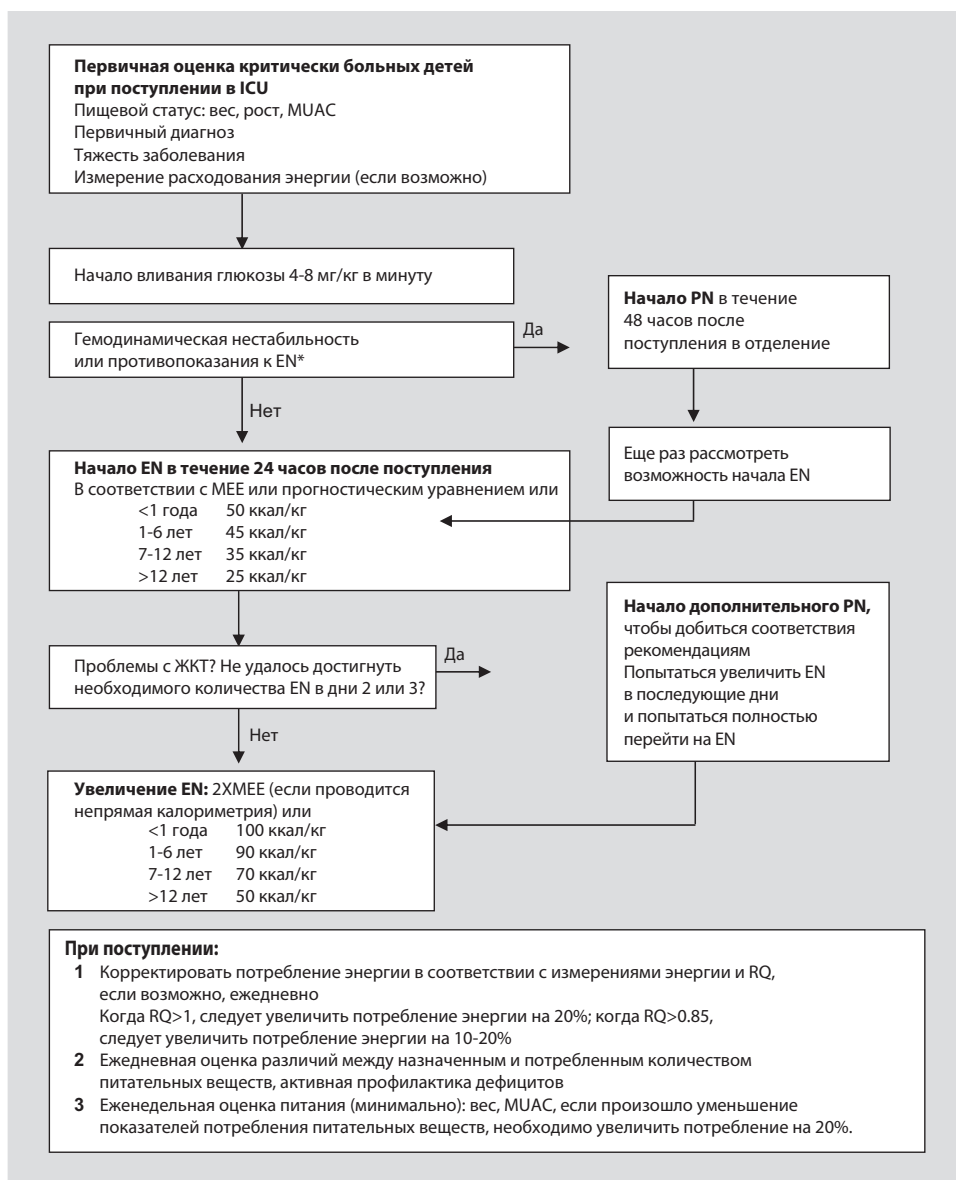 Первичная оценка критически больных детей
при поступлении в ICU
Пищевой статус: вес, рост, MUAC
Первичный диагноз
Тяжесть заболевания
Измерение расходования энергии (если возможно)
Начало вливания глюкозы 4-8 мг/кг в минуту
Гемодинамическая нестабильность
или противопоказания к EN*
Да
Начало PN в течение
48 часов после
поступления в отделение
Нет
Еще раз рассмотреть
возможность начала EN
Начало EN в течение 24 часов после поступления
В соответствии с МЕЕ или прогностическим уравнением или
<1 года 50 ккал/кг
1-6 лет 45 ккал/кг
7-12 лет 35 ккал/кг
>12 лет 25 ккал/кг
Проблемы с ЖКТ? Не удалось достигнуть
необходимого количества EN в дни 2 или 3?
Да
Начало дополнительного PN,
чтобы добиться соответствия
рекомендациям
Попытаться увеличить EN
в последующие дни
и попытаться полностью
перейти на EN
Нет
Увеличение EN: 2ХМЕЕ (если проводится
непрямая калориметрия) или
<1 года 100 ккал/кг
1-6 лет 90 ккал/кг
7-12 лет 70 ккал/кг
>12 лет 50 ккал/кг
При поступлении:
1 Корректировать потребление энергии в соответствии с измерениями энергии и RQ,
если возможно, ежедневно
Когда RQ>1, следует увеличить потребление энергии на 20%; когда RQ>0.85,
следует увеличить потребление энергии на 10-20%
2 Ежедневная оценка различий между назначенным и потребленным количеством
питательных веществ, активная профилактика дефицитов
3 Еженедельная оценка питания (минимально): вес, MUAC, если произошло уменьшение
показателей потребления питательных веществ, необходимо увеличить потребление на 20%.